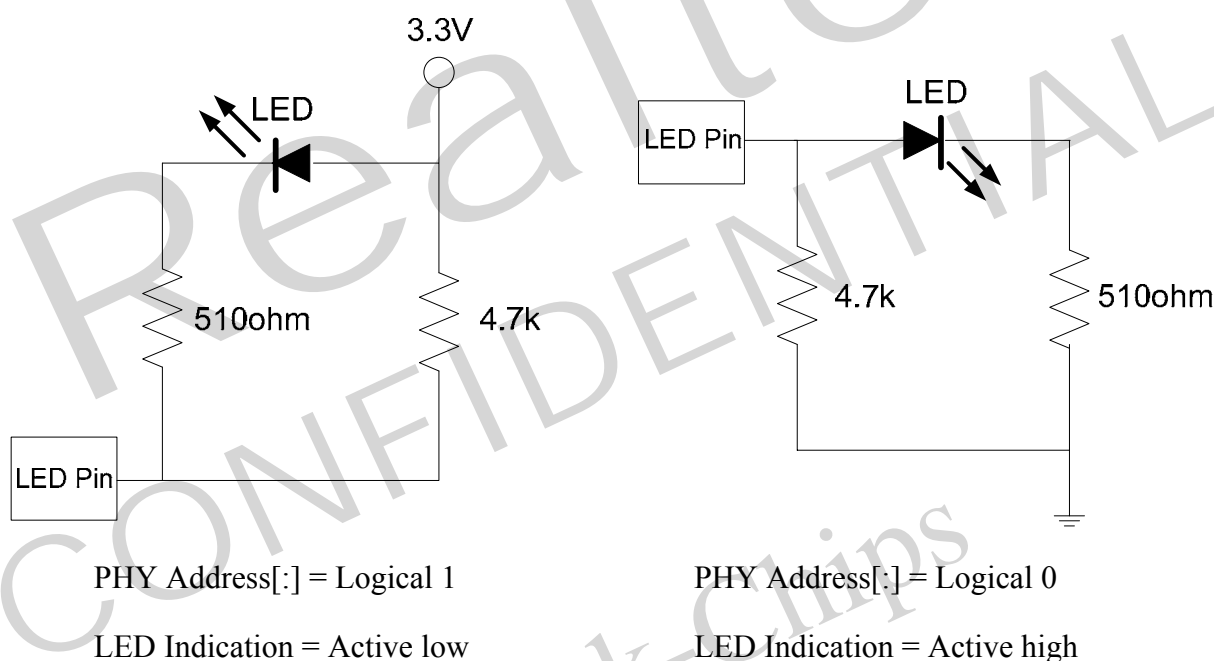 3.3V
LED
510ohm
4.7k
LED Pin
PHY Address[:] = Logical 1
LED Indication = Active low
LED Pin
LED
4.7k
510ohm
PHY Address[:] = Logical 0
LED Indication = Active high
CONFIDENTIAL